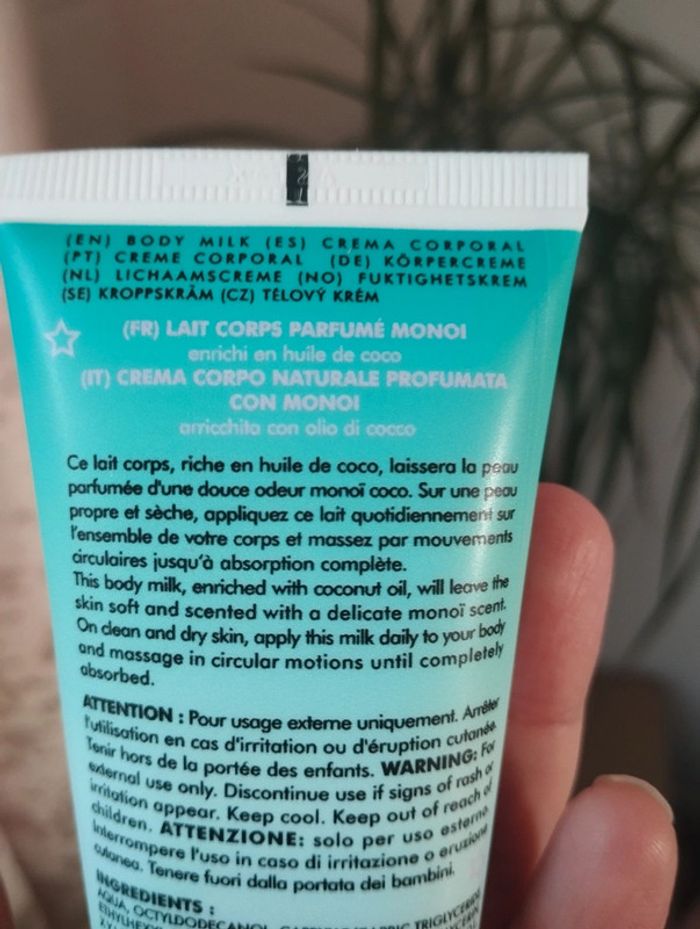 (EN) BODY MILK (ES) CREMA CORPORAL
(PT) CREME CORPORAL (DE) KÖRPERCREME
(NL) LICHAAMSCREME (NO) FUKTIGHETSKREM
(SE) KROPPSKRÄM (CZ) TĚLOVÝ KRÉM
(FR) LAIT CORPS PARFUMÉ MONOI
enrichi en huile de coco
(IT) CREMA CORPO NATURALE PROFUMATA
CON MONOI
arricchita con olio di cocco
Ce lait corps, riche en huile de coco, laissera la peau
parfumée d'une douce odeur monoï coco. Sur une peau
propre et sèche, appliquez ce lait quotidiennement sur
l'ensemble de votre corps et massez par mouvements
circulaires jusqu'à absorption complète.
This body milk, enriched with coconut oil, will leave the
skin soft and scented with a delicate monoï scent.
On clean and dry skin, apply this milk daily to your body
and massage in circular motions until completely
absorbed.
ATTENTION : Pour usage externe uniquement. Arrêter
l'utilisation en cas d'irritation ou d'éruption cutanée.
Tenir hors de la portée des enfants. WARNING: For
external use only. Discontinue use if signs of rash or
irritation appear. Keep cool. Keep out of reach of
children. ATTENZIONE: solo per uso esterno.
Interrompere l'uso in caso di irritazione o eruzione
cutanea. Tenere fuori dalla portata dei bambini.
INGREDIENTS :
AQUA, OCTYLDODECANOL,